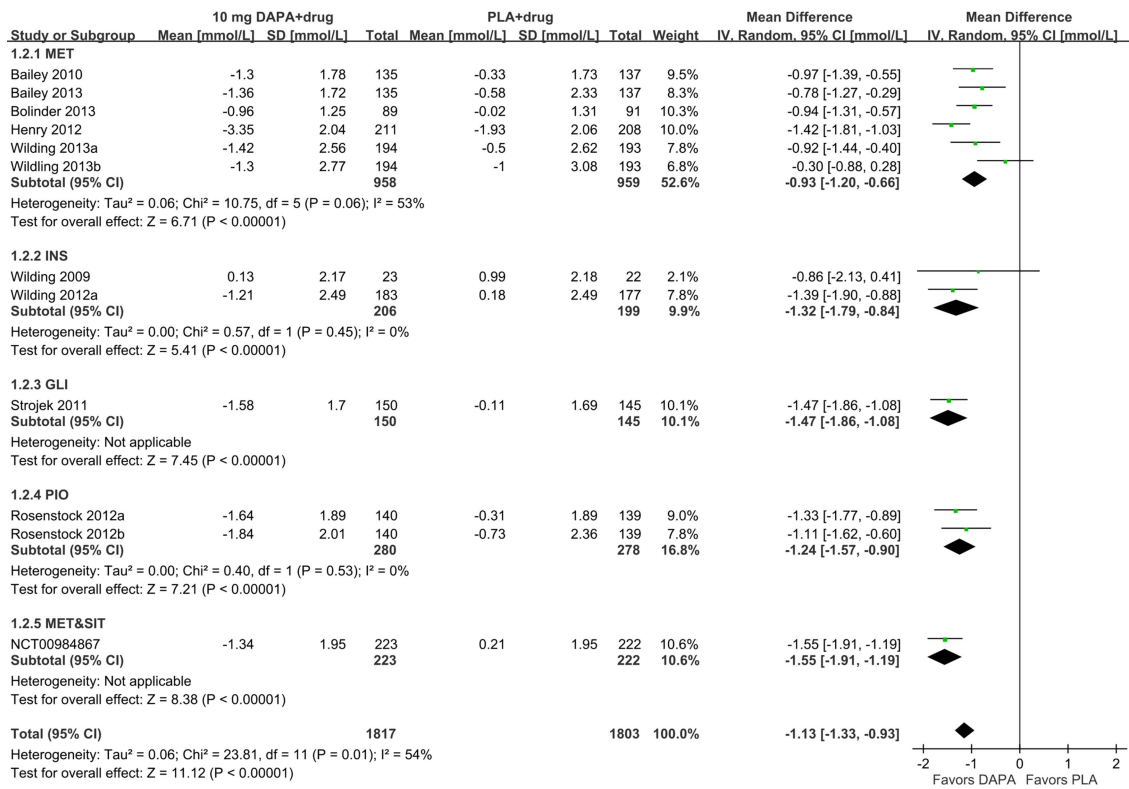 10 mg DAPA+drug PLA+drug Mean Difference Mean Difference
Study or Subgroup Mean [mmol/L] SD [mmol/L] Total Mean [mmol/L] SD [mmol/L] Total Weight IV, Random, 95% CI [mmol/L] IV, Random, 95% CI [mmol/L]
1.2.1 MET
Bailey 2010 -1.3 1.78 135 -0.33 1.73 137 9.5% -0.97 [-1.39, -0.55]
Bailey 2013 -1.36 1.72 135 -0.58 2.33 137 8.3% -0.78 [-1.27, -0.29]
Bolinder 2013 -0.96 1.25 89 -0.02 1.31 91 10.4% -0.94 [-1.31, -0.57]
Henry 2012 -3.35 2.04 211 -1.93 2.06 208 10.0% -1.42 [-1.81, -1.03]
Wilding 2013a -1.42 2.56 194 -0.5 2.62 193 7.8% -0.92 [-1.44, -0.40]
Wildling 2013b -1.3 2.77 194 -1 3.08 193 6.8% -0.30 [-0.88, 0.28]
Subtotal (95% CI) 958 959 52.6% -0.93 [-1.20, -0.66]
Heterogeneity: Tau² = 0.06; Chi² = 10.75, df = 5 (P = 0.06); I² = 53%
Test for overall effect: Z = 6.71 (P < 0.00001)
1.2.2 INS
Wilding 2009 0.13 2.17 23 0.99 2.18 22 2.1% -0.86 [-2.13, 0.41]
Wilding 2012a -1.21 2.49 183 0.18 2.49 177 7.8% -1.39 [-1.90, -0.88]
Subtotal (95% CI) 206 199 9.9% -1.32 [-1.79, -0.84]
Heterogeneity: Tau² = 0.00; Chi² = 0.57, df = 1 (P = 0.45); I² = 0%
Test for overall effect: Z = 5.41 (P < 0.00001)
1.2.3 GLI
Strojek 2011 -1.58 1.7 150 -0.11 1.69 145 10.1% -1.47 [-1.86, -1.08]
Subtotal (95% CI) 150 145 10.1% -1.47 [-1.86, -1.08]
Heterogeneity: Not applicable
Test for overall effect: Z = 7.45 (P < 0.00001)
1.2.4 PIO
Rosenstock 2012a -1.64 1.89 140 -0.31 1.89 139 9.0% -1.33 [-1.77, -0.89]
Rosenstock 2012b -1.84 2.01 140 -0.73 2.36 139 7.8% -1.11 [-1.62, -0.60]
Subtotal (95% CI) 280 278 16.8% -1.24 [-1.57, -0.90]
Heterogeneity: Tau² = 0.00; Chi² = 0.40, df = 1 (P = 0.53); I² = 0%
Test for overall effect: Z = 7.21 (P < 0.00001)
1.2.5 MET&SIT
NCT00984867 -1.34 1.95 223 0.21 1.95 222 10.6% -1.55 [-1.91, -1.19]
Subtotal (95% CI) 223 222 10.6% -1.55 [-1.91, -1.19]
Heterogeneity: Not applicable
Test for overall effect: Z = 8.38 (P < 0.00001)
Total (95% CI) 1817 1803 100.0% -1.13 [-1.33, -0.93]
Heterogeneity: Tau² = 0.06; Chi² = 23.81, df = 11 (P = 0.01); I² = 54%
Test for overall effect: Z = 11.12 (P < 0.00001)
-2 -1 0 1 2
Favors DAPA Favors PLA